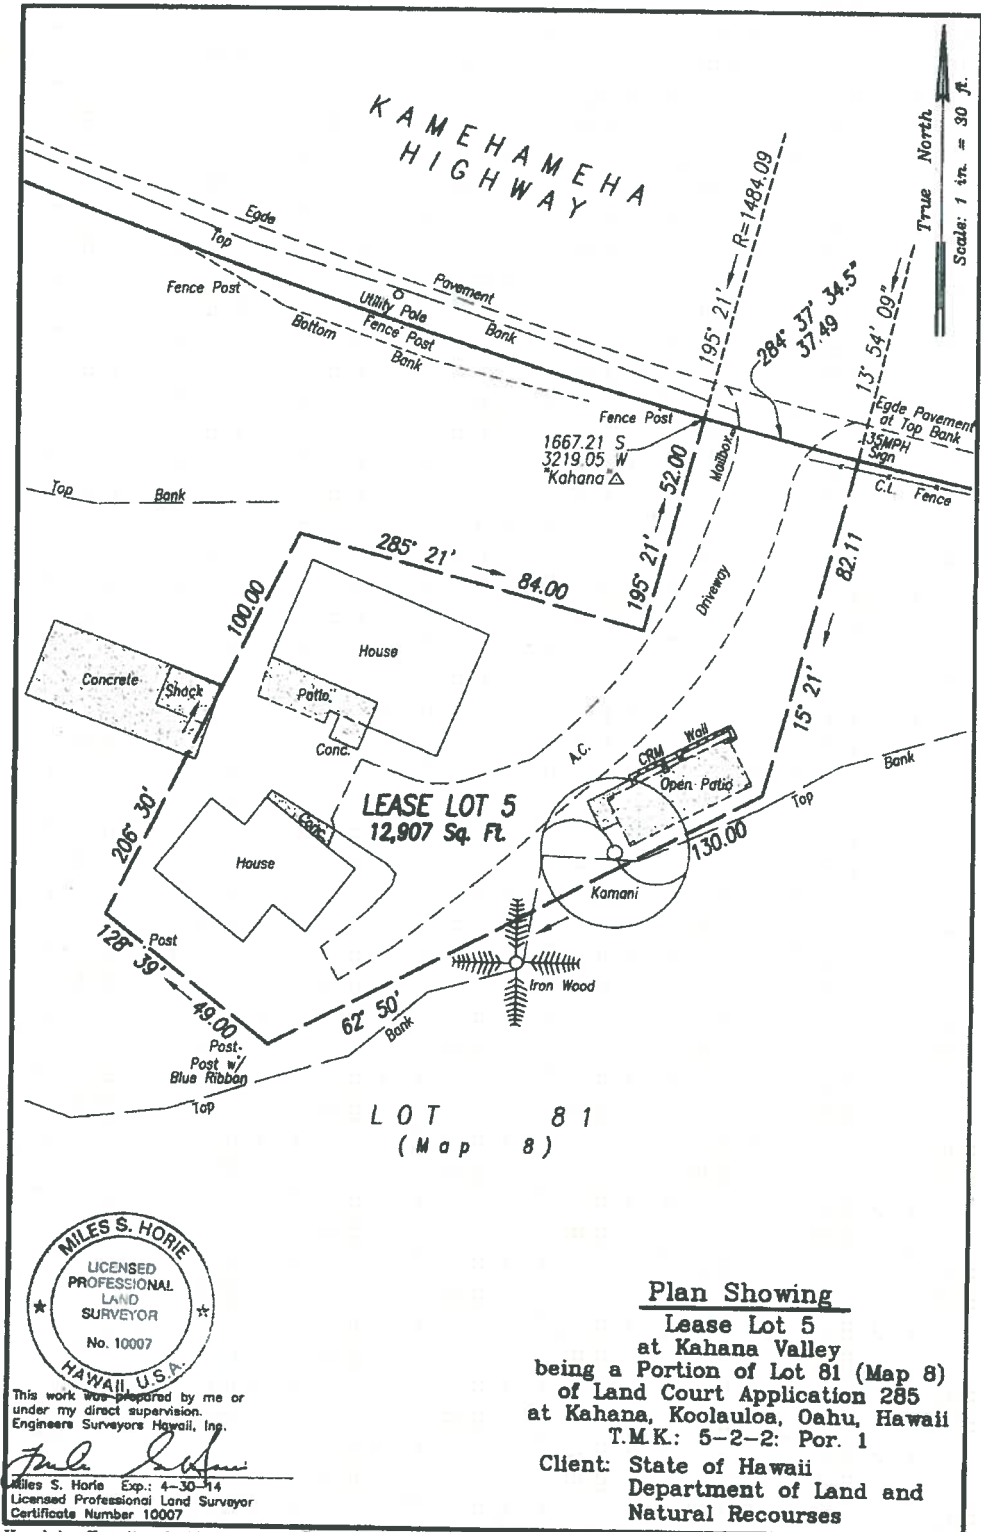 KAMEHAMEHA
HIGHWAY
True North
Scale: 1 in. = 30 ft.
R=1484.09
195° 21'
284° 37' 34.5"
37.49
13° 54' 09"
Egde
Pavement
Top
Bank
Fence Post
Utility Pole
Fence Post
Bottom
Bank
Fence Post
Egde Pavement
at Top Bank
35MPH
Sign
C.L. Fence
1667.21 S
3219.05 W
"Kahana"
Mailbox
Top Bank
195° 21'
52.00
285° 21'
84.00
82.11
15° 21'
Driveway
100.00
House
Concrete
Shack
Patio
Conc.
A.C.
CRM Wall
Open Patio
Bank
Top
LEASE LOT 5
12,907 Sq. Ft.
206° 30'
Conc.
House
130.00
Kamani
Post
128° 39'
49.00
Iron Wood
62° 50'
Bank
Post
Post w/
Blue Ribbon
Top
LOT 81
(Map 8)
MILES S. HORIE
LICENSED
PROFESSIONAL
LAND
SURVEYOR
No. 10007
HAWAII, U.S.A.
This work was prepared by me or
under my direct supervision.
Engineers Surveyors Hawaii, Inc.
Miles S. Horie Exp.: 4-30-14
Licensed Professional Land Surveyor
Certificate Number 10007
Plan Showing
Lease Lot 5
at Kahana Valley
being a Portion of Lot 81 (Map 8)
of Land Court Application 285
at Kahana, Koolauloa, Oahu, Hawaii
T.M.K.: 5-2-2: Por. 1
Client: State of Hawaii
Department of Land and
Natural Recourses